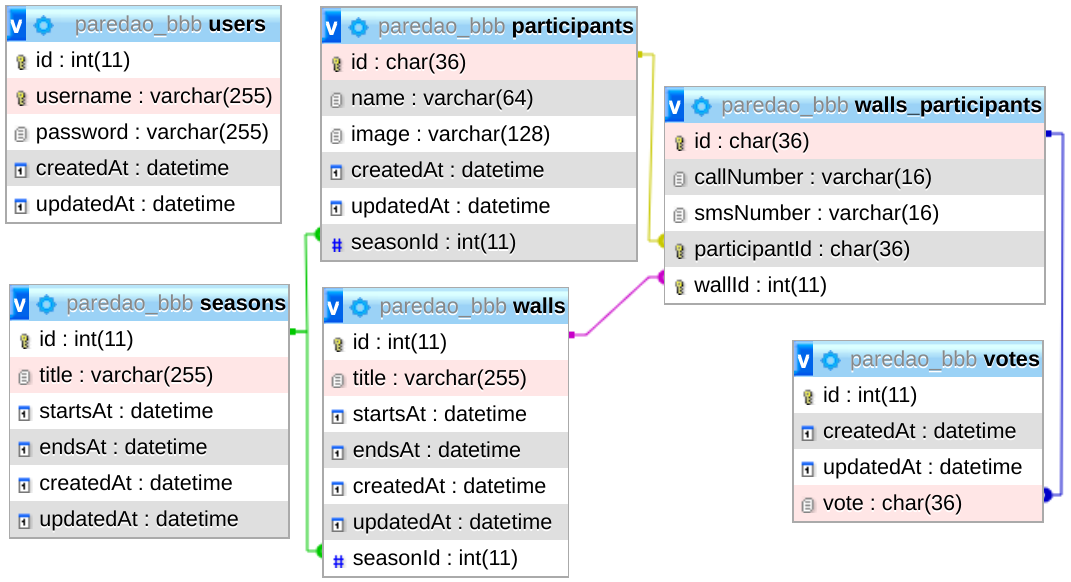 v paredao_bbb users
id : int(11)
username : varchar(255)
password : varchar(255)
createdAt : datetime
updatedAt : datetime
v paredao_bbb participants
id : char(36)
name : varchar(64)
image : varchar(128)
createdAt : datetime
updatedAt : datetime
# seasonId : int(11)
v paredao_bbb walls_participants
id : char(36)
callNumber : varchar(16)
smsNumber : varchar(16)
participantId : char(36)
wallId : int(11)
v paredao_bbb seasons
id : int(11)
title : varchar(255)
startsAt : datetime
endsAt : datetime
createdAt : datetime
updatedAt : datetime
v paredao_bbb walls
id : int(11)
title : varchar(255)
startsAt : datetime
endsAt : datetime
createdAt : datetime
updatedAt : datetime
# seasonId : int(11)
v paredao_bbb votes
id : int(11)
createdAt : datetime
updatedAt : datetime
vote : char(36)